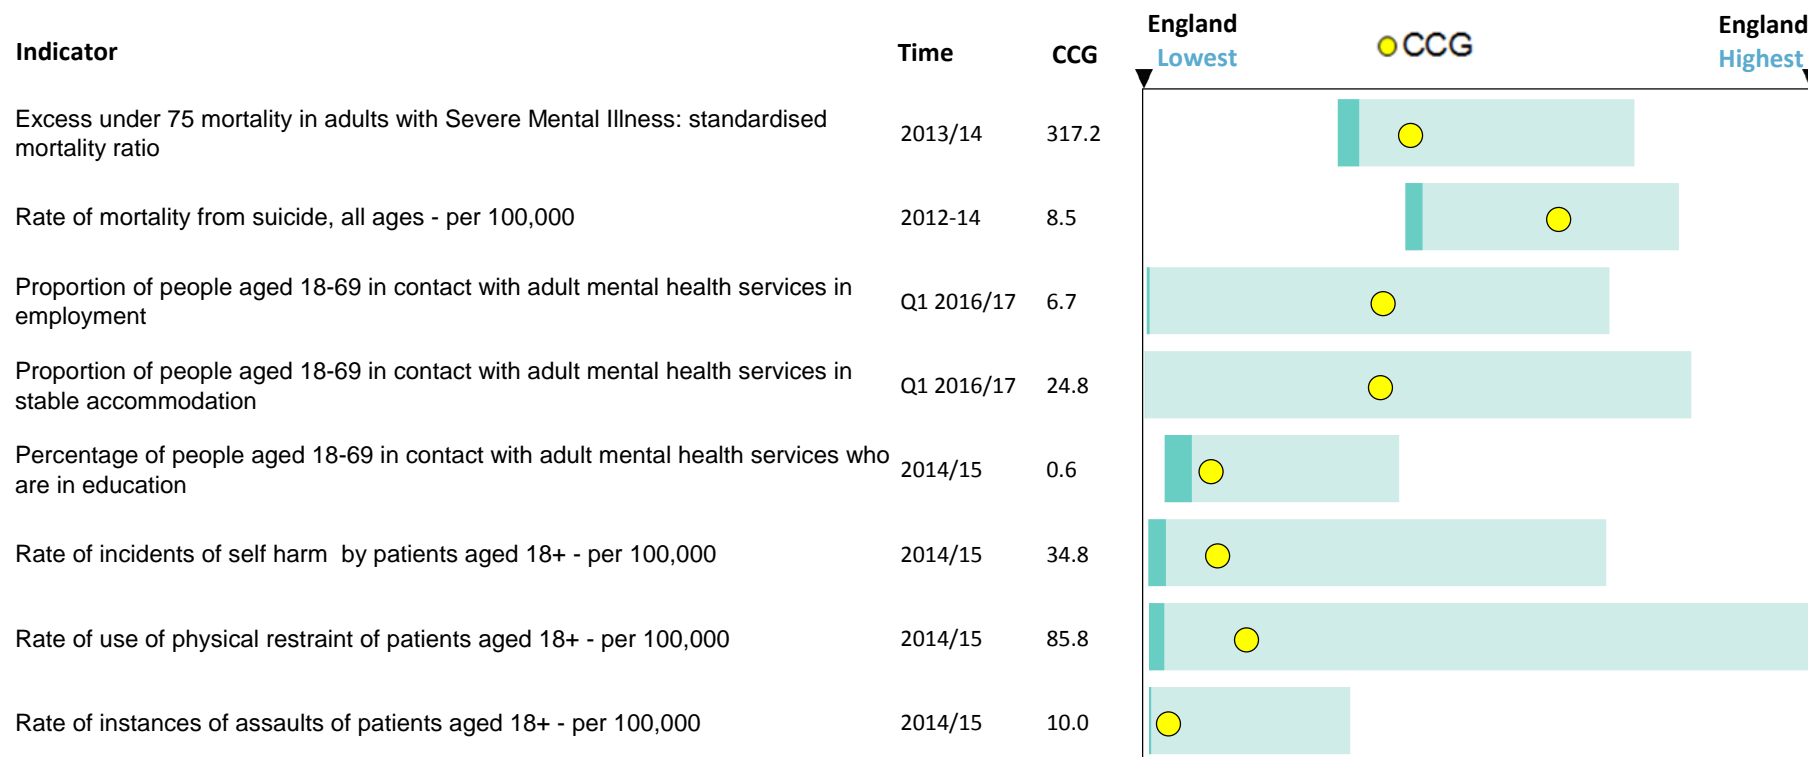 England England
Indicator Time CCG Lowest CCG Highest
Excess under 75 mortality in adults with Severe Mental Illness: standardised
mortality ratio 2013/14 317.2
Rate of mortality from suicide, all ages - per 100,000 2012-14 8.5
Proportion of people aged 18-69 in contact with adult mental health services in
employment Q1 2016/17 6.7
Proportion of people aged 18-69 in contact with adult mental health services in
stable accommodation Q1 2016/17 24.8
Percentage of people aged 18-69 in contact with adult mental health services who
are in education 2014/15 0.6
Rate of incidents of self harm  by patients aged 18+ - per 100,000 2014/15 34.8
Rate of use of physical restraint of patients aged 18+ - per 100,000 2014/15 85.8
Rate of instances of assaults of patients aged 18+ - per 100,000 2014/15 10.0